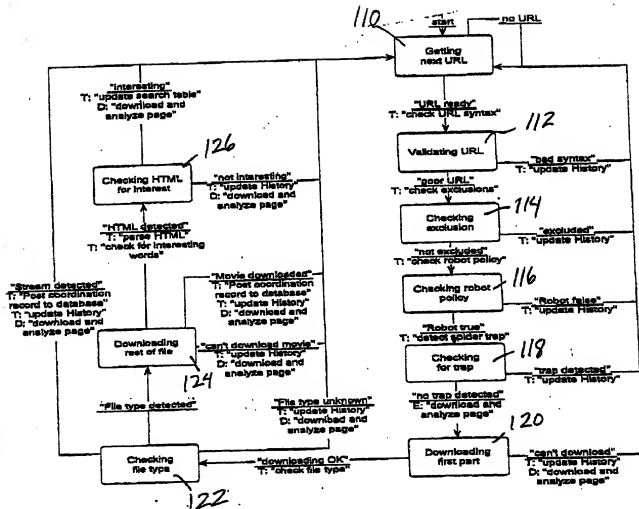 110
start
no URL
Getting
next URL
"URL ready"
T: "check URL syntax"
112
Validating URL
"bad syntax"
T: "update History"
"goor URL"
T: "check exclusions"
114
Checking
exclusion
"excluded"
T: "update History"
"not excluded"
T: "check robot policy"
116
Checking robot
policy
"Robot false"
T: "update History"
"Robot true"
T: "detect spider trap"
118
Checking
for trap
"trap detected"
T: "update History"
"no trap detected"
E: "download and
analyze page"
120
Downloading
first part
"can't download"
T: "update History"
D: "download and
analyze page"
"downloading OK"
T: "check file type"
Checking
file type
122
"File type unknown"
T: "update History"
D: "download and
analyze page"
"File type detected"
"Stream detected"
T: "Post coordination
record to database"
T: "update History"
D: "download and
analyze page"
Downloading
rest of file
124
"can't download movie"
T: "update History"
D: "download and
analyze page"
"Movie downloaded"
T: "Post coordination
record to database"
T: "update History"
D: "download and
analyze page"
"HTML detected"
T: "parse HTML"
T: "check for interesting
words"
126
Checking HTML
for interest
"not interesting"
T: "update History"
D: "download and
analyze page"
"interesting"
T: "update search table"
D: "download and
analyze page"